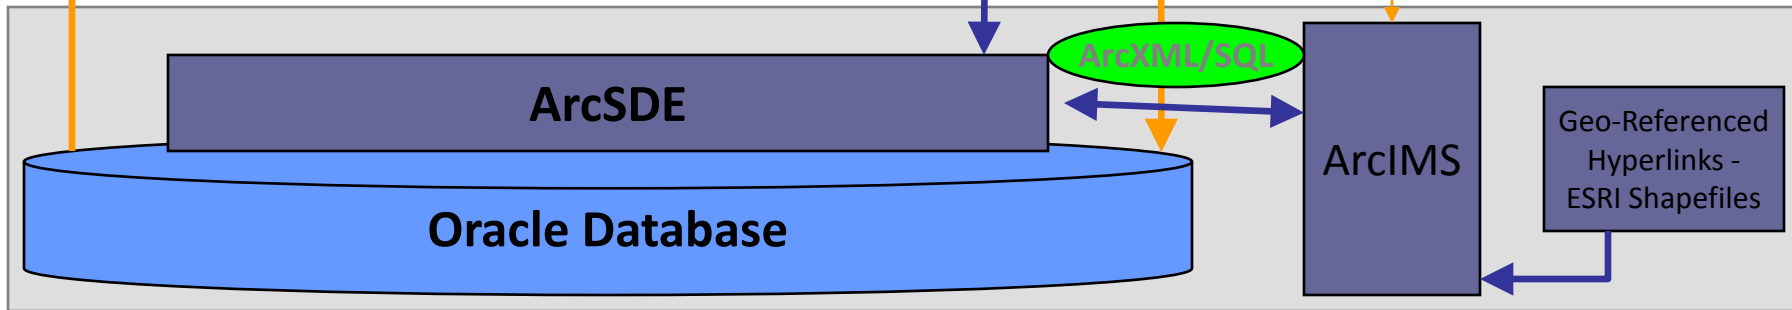 ArcXML/SQL
ArcSDE
Oracle Database
ArcIMS
Geo-Referenced
Hyperlinks -
ESRI Shapefiles